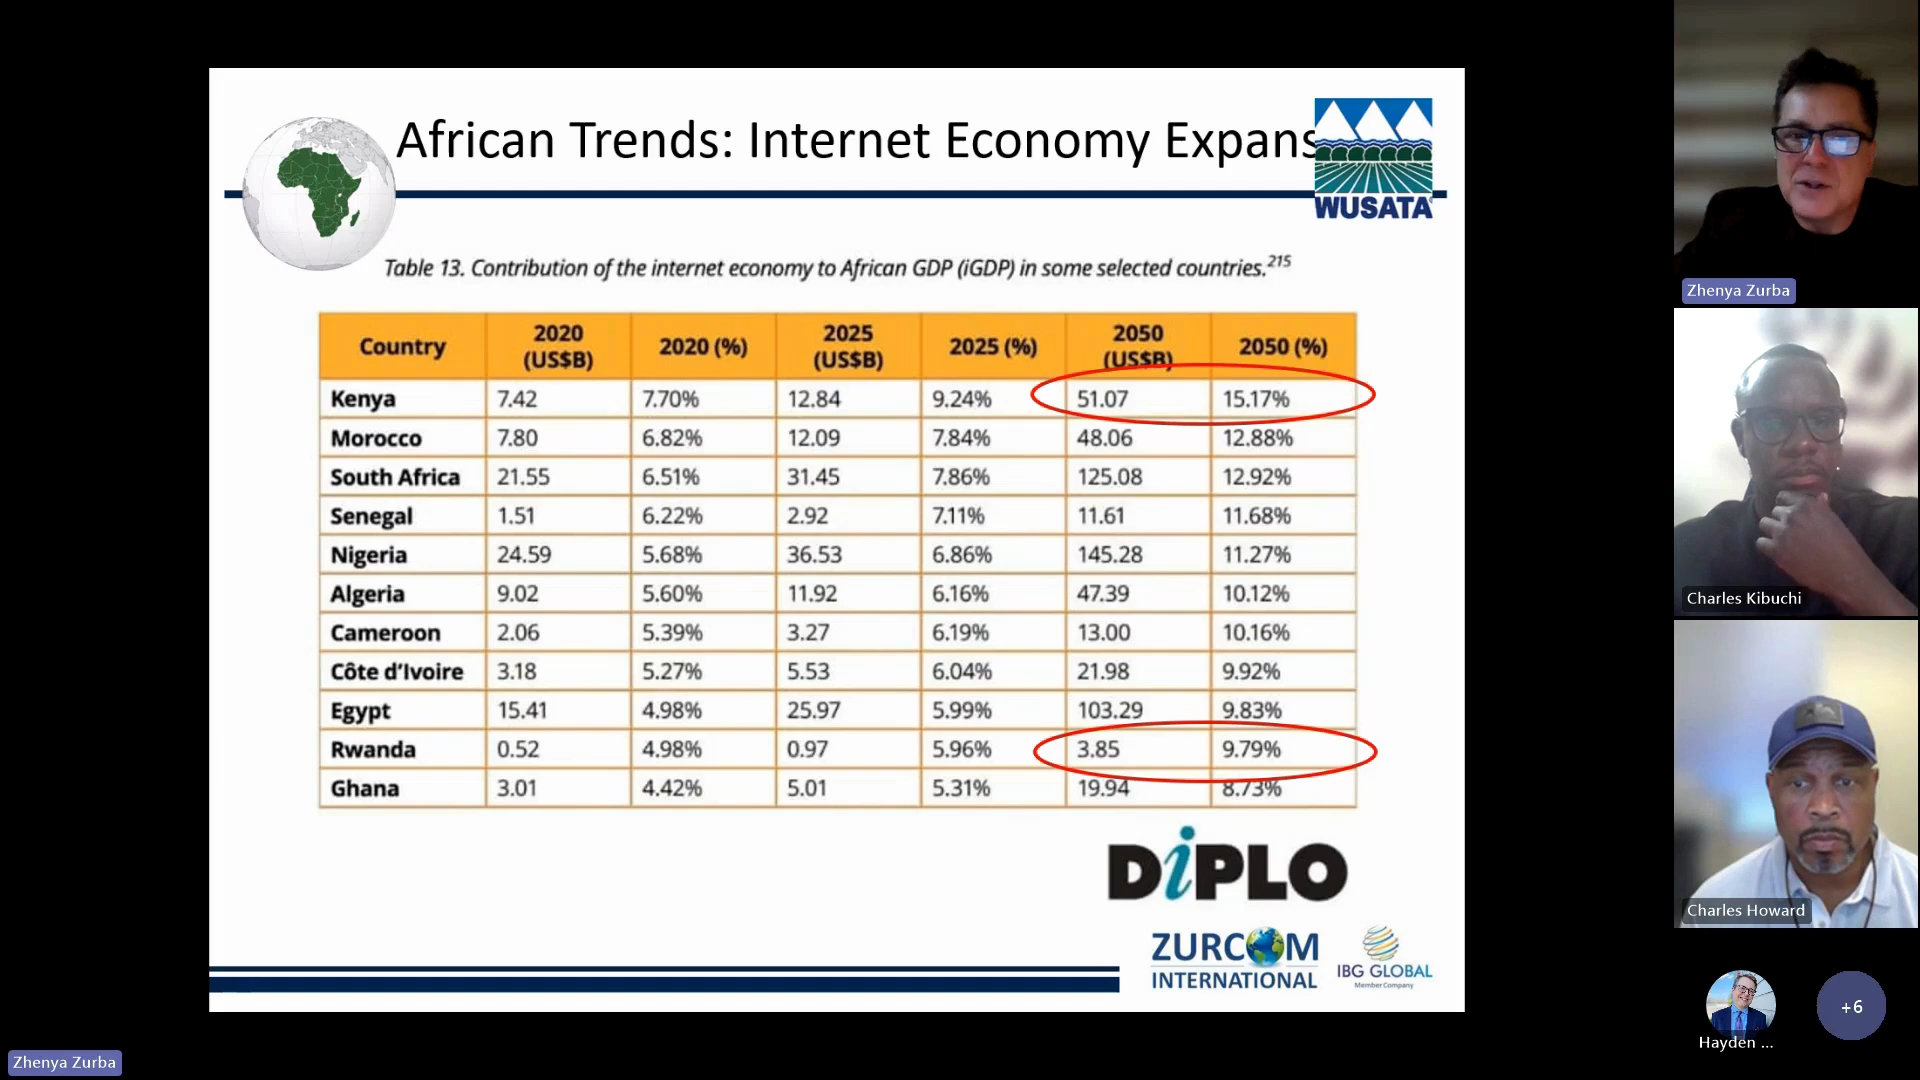 African Trends: Internet Economy Expans
WUSATA
Table 13. Contribution of the internet economy to African GDP (iGDP) in some selected countries.215
Country 2020 (US$B) 2020 (%) 2025 (US$B) 2025 (%) 2050 (US$B) 2050 (%)
Kenya 7.42 7.70% 12.84 9.24% 51.07 15.17%
Morocco 7.80 6.82% 12.09 7.84% 48.06 12.88%
South Africa 21.55 6.51% 31.45 7.86% 125.08 12.92%
Senegal 1.51 6.22% 2.92 7.11% 11.61 11.68%
Nigeria 24.59 5.68% 36.53 6.86% 145.28 11.27%
Algeria 9.02 5.60% 11.92 6.16% 47.39 10.12%
Cameroon 2.06 5.39% 3.27 6.19% 13.00 10.16%
Côte d’Ivoire 3.18 5.27% 5.53 6.04% 21.98 9.92%
Egypt 15.41 4.98% 25.97 5.99% 103.29 9.83%
Rwanda 0.52 4.98% 0.97 5.96% 3.85 9.79%
Ghana 3.01 4.42% 5.01 5.31% 19.94 8.73%
DiPLO
ZURCOM
INTERNATIONAL
IBG GLOBAL
Member Company
Zhenya Zurba
Charles Kibuchi
Charles Howard
Hayden ...
+6
Zhenya Zurba